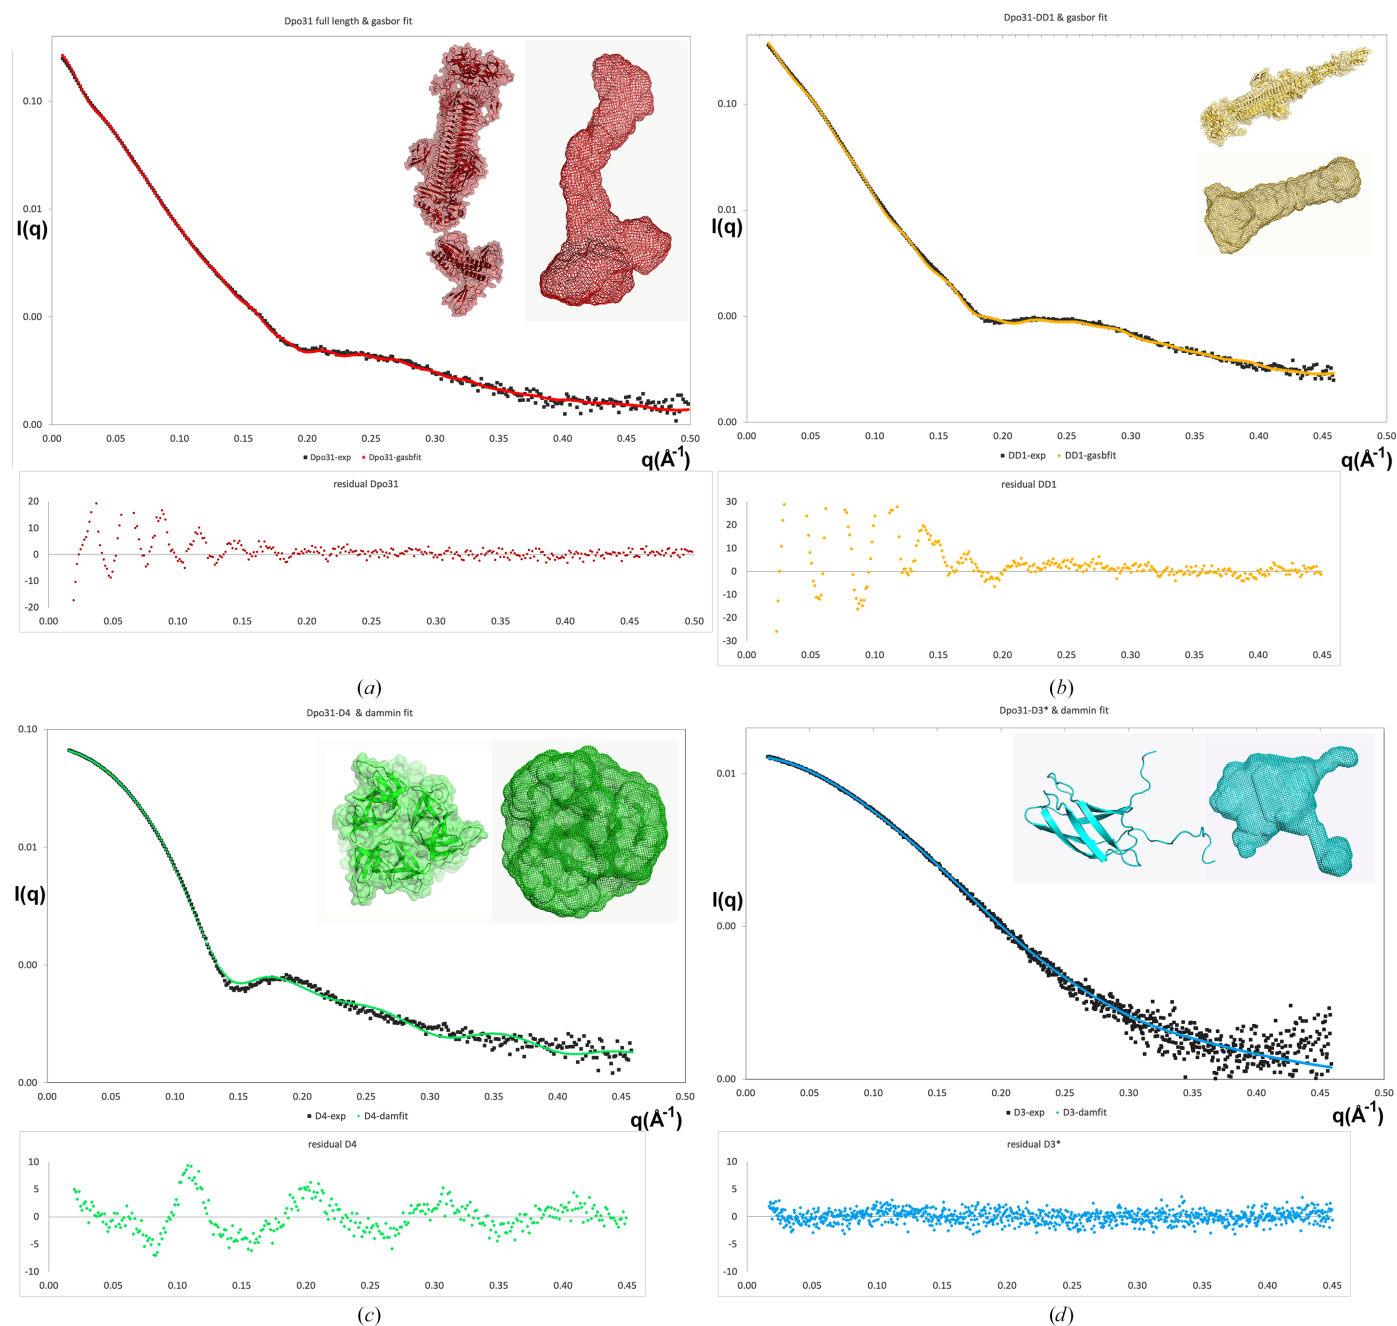 Dpo31 full length & gasbor fit
0.10
0.01
I(q)
0.00
0.00
0.00 0.05 0.10 0.15 0.20 0.25 0.30 0.35 0.40 0.45 0.50
Dpo31-exp Dpo31-gasbfit
q(Å-1)
residual Dpo31
20
10
0
-10
-20
0.00 0.05 0.10 0.15 0.20 0.25 0.30 0.35 0.40 0.45 0.50
(a)
Dpo31-DD1 & gasbor fit
0.10
0.01
I(q)
0.00
0.00
0.00 0.05 0.10 0.15 0.20 0.25 0.30 0.35 0.40 0.45 0.50
DD1-exp DD1-gasbfit
q(Å-1)
residual DD1
30
20
10
0
-10
-20
-30
0.00 0.05 0.10 0.15 0.20 0.25 0.30 0.35 0.40 0.45
(b)
Dpo31-D4 & dammin fit
0.10
0.01
I(q)
0.00
0.00
0.00 0.05 0.10 0.15 0.20 0.25 0.30 0.35 0.40 0.45 0.50
D4-exp D4-damfit
q(Å-1)
residual D4
10
5
0
-5
-10
0.00 0.05 0.10 0.15 0.20 0.25 0.30 0.35 0.40 0.45
(c)
Dpo31-D3* & dammin fit
0.01
I(q)
0.00
0.00
0.00 0.05 0.10 0.15 0.20 0.25 0.30 0.35 0.40 0.45 0.50
D3-exp D3-damfit
q(Å-1)
residual D3*
10
5
0
-5
-10
0.00 0.05 0.10 0.15 0.20 0.25 0.30 0.35 0.40 0.45
(d)